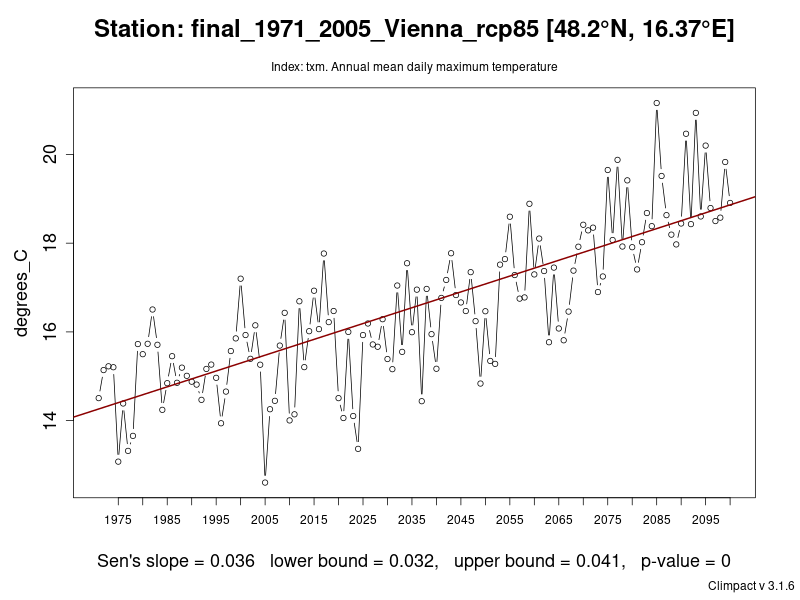 Station: final_1971_2005_Vienna_rcp85 [48.2°N, 16.37°E]
Index: txm. Annual mean daily maximum temperature
degrees_C
20
18
16
14
1975 1985 1995 2005 2015 2025 2035 2045 2055 2065 2075 2085 2095
Sen's slope = 0.036 lower bound = 0.032, upper bound = 0.041, p-value = 0
Climpact v 3.1.6